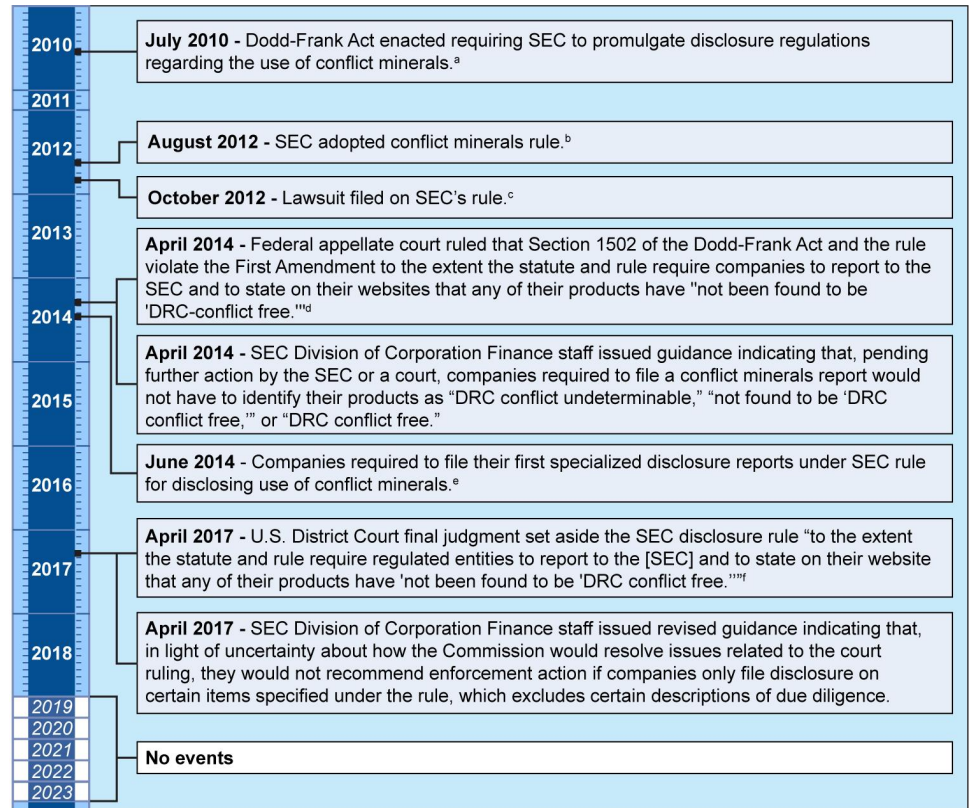 2010
July 2010 - Dodd-Frank Act enacted requiring SEC to promulgate disclosure regulations
regarding the use of conflict minerals.ᵃ
2011
2012
August 2012 - SEC adopted conflict minerals rule.ᵇ
October 2012 - Lawsuit filed on SEC’s rule.ᶜ
2013
April 2014 - Federal appellate court ruled that Section 1502 of the Dodd-Frank Act and the rule
violate the First Amendment to the extent the statute and rule require companies to report to the
SEC and to state on their websites that any of their products have "not been found to be
'DRC-conflict free.'"ᵈ
2014
April 2014 - SEC Division of Corporation Finance staff issued guidance indicating that, pending
further action by the SEC or a court, companies required to file a conflict minerals report would
not have to identify their products as “DRC conflict undeterminable,” “not found to be ‘DRC
conflict free,’” or “DRC conflict free.”
2015
June 2014 - Companies required to file their first specialized disclosure reports under SEC rule
for disclosing use of conflict minerals.ᵉ
2016
April 2017 - U.S. District Court final judgment set aside the SEC disclosure rule “to the extent
the statute and rule require regulated entities to report to the [SEC] and to state on their website
that any of their products have 'not been found to be 'DRC conflict free.'’”ᶠ
2017
April 2017 - SEC Division of Corporation Finance staff issued revised guidance indicating that,
in light of uncertainty about how the Commission would resolve issues related to the court
ruling, they would not recommend enforcement action if companies only file disclosure on
certain items specified under the rule, which excludes certain descriptions of due diligence.
2018
2019
2020
2021
2022
2023
No events